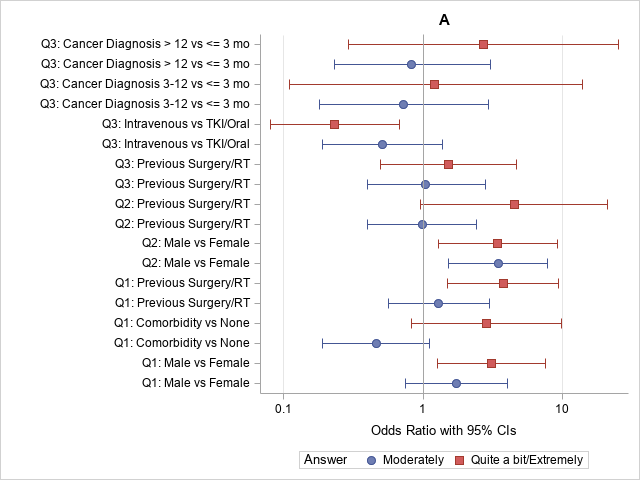 A
Q3: Cancer Diagnosis > 12 vs <= 3 mo
Q3: Cancer Diagnosis > 12 vs <= 3 mo
Q3: Cancer Diagnosis 3-12 vs <= 3 mo
Q3: Cancer Diagnosis 3-12 vs <= 3 mo
Q3: Intravenous vs TKI/Oral
Q3: Intravenous vs TKI/Oral
Q3: Previous Surgery/RT
Q3: Previous Surgery/RT
Q2: Previous Surgery/RT
Q2: Previous Surgery/RT
Q2: Male vs Female
Q2: Male vs Female
Q1: Previous Surgery/RT
Q1: Previous Surgery/RT
Q1: Comorbidity vs None
Q1: Comorbidity vs None
Q1: Male vs Female
Q1: Male vs Female
0.1 1 10
Odds Ratio with 95% CIs
Answer Moderately Quite a bit/Extremely